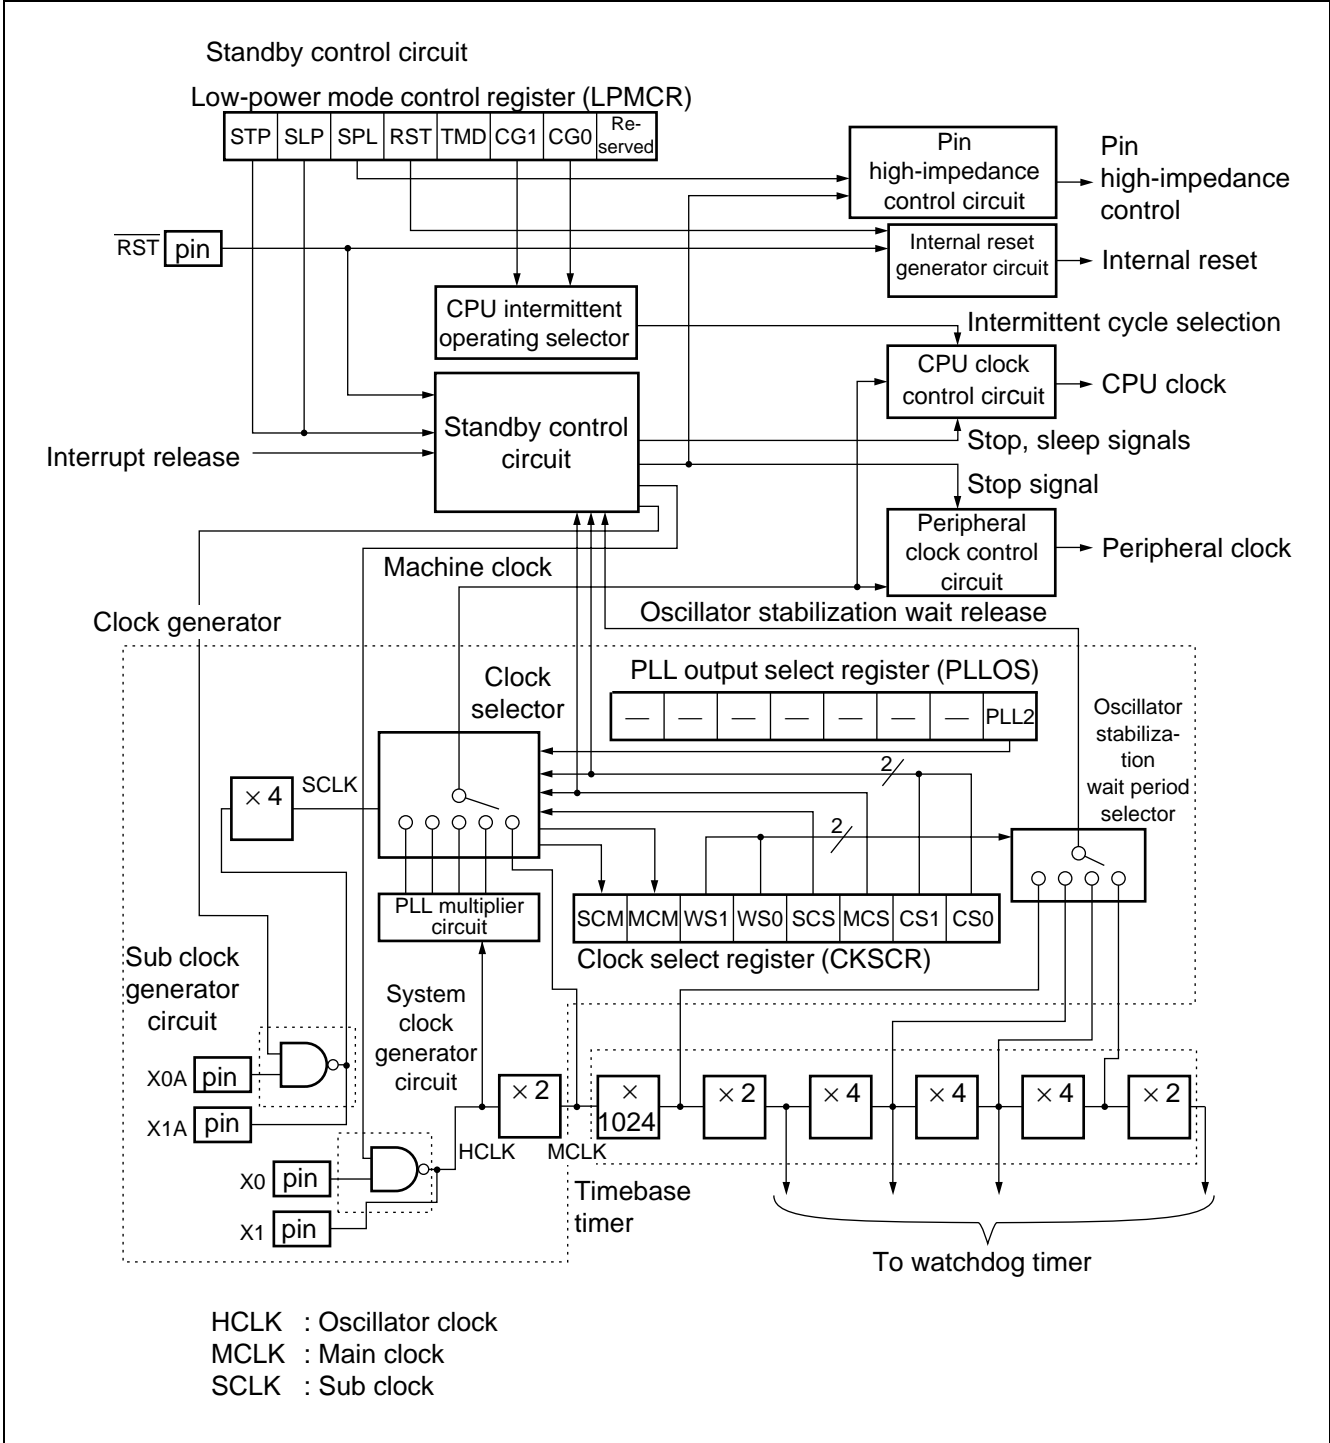 Standby control circuit
Low-power mode control register (LPMCR)
STP SLP SPL RST TMD CG1 CG0 Re-
served
Pin
high-impedance
control circuit
Pin
high-impedance
control
RST pin
Internal reset
generator circuit
Internal reset
CPU intermittent
operating selector
Intermittent cycle selection
CPU clock
control circuit
CPU clock
Standby control
circuit
Stop, sleep signals
Interrupt release
Stop signal
Peripheral
clock control
circuit
Peripheral clock
Machine clock
Oscillator stabilization wait release
Clock generator
PLL output select register (PLLOS)
— — — — — — — PLL2
Clock
selector
Oscillator
stabiliza-
tion
wait period
selector
× 4
SCLK
2
2
PLL multiplier
circuit
SCM MCM WS1 WS0 SCS MCS CS1 CS0
Clock select register (CKSCR)
Sub clock
generator
circuit
System
clock
generator
circuit
X0A pin
X1A pin
× 2
×
1024
× 2
× 4
× 4
× 4
× 2
HCLK
MCLK
X0 pin
X1 pin
Timebase
timer
To watchdog timer
HCLK : Oscillator clock
MCLK : Main clock
SCLK : Sub clock